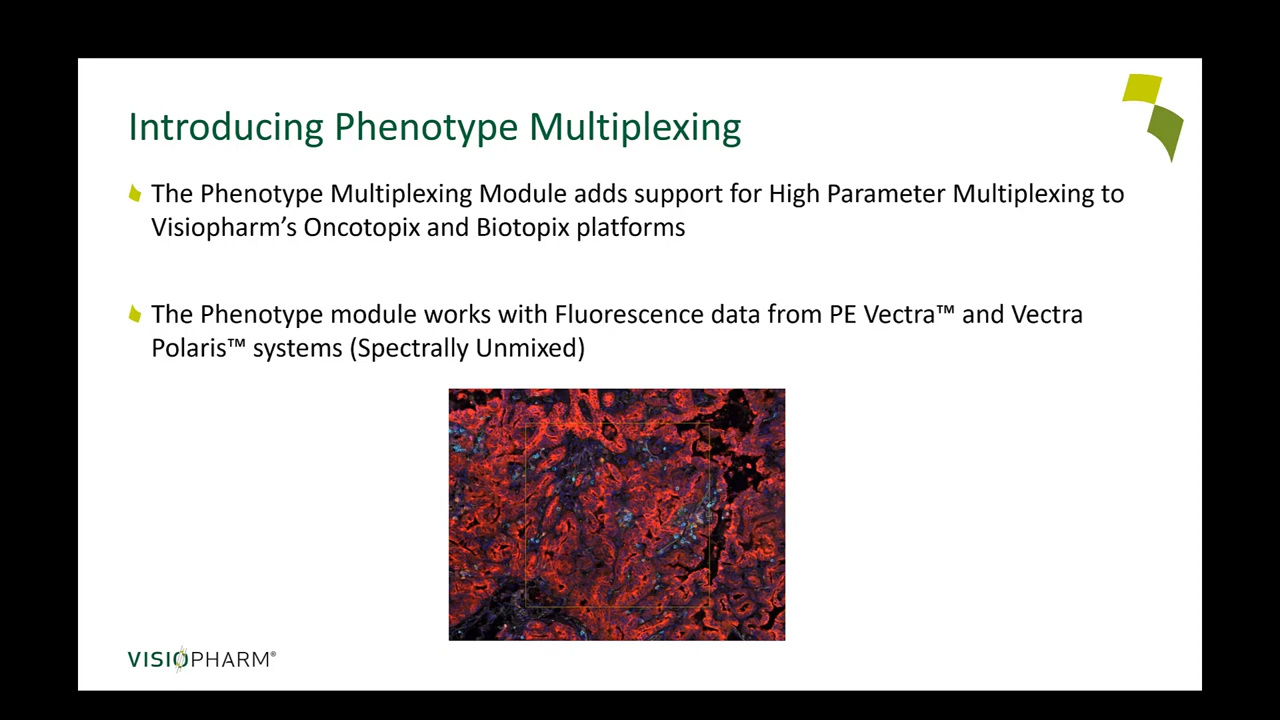 Introducing Phenotype Multiplexing
The Phenotype Multiplexing Module adds support for High Parameter Multiplexing to
Visiopharm’s Oncotopix and Biotopix platforms
The Phenotype module works with Fluorescence data from PE Vectra™ and Vectra
Polaris™ systems (Spectrally Unmixed)
VISIOPHARM®